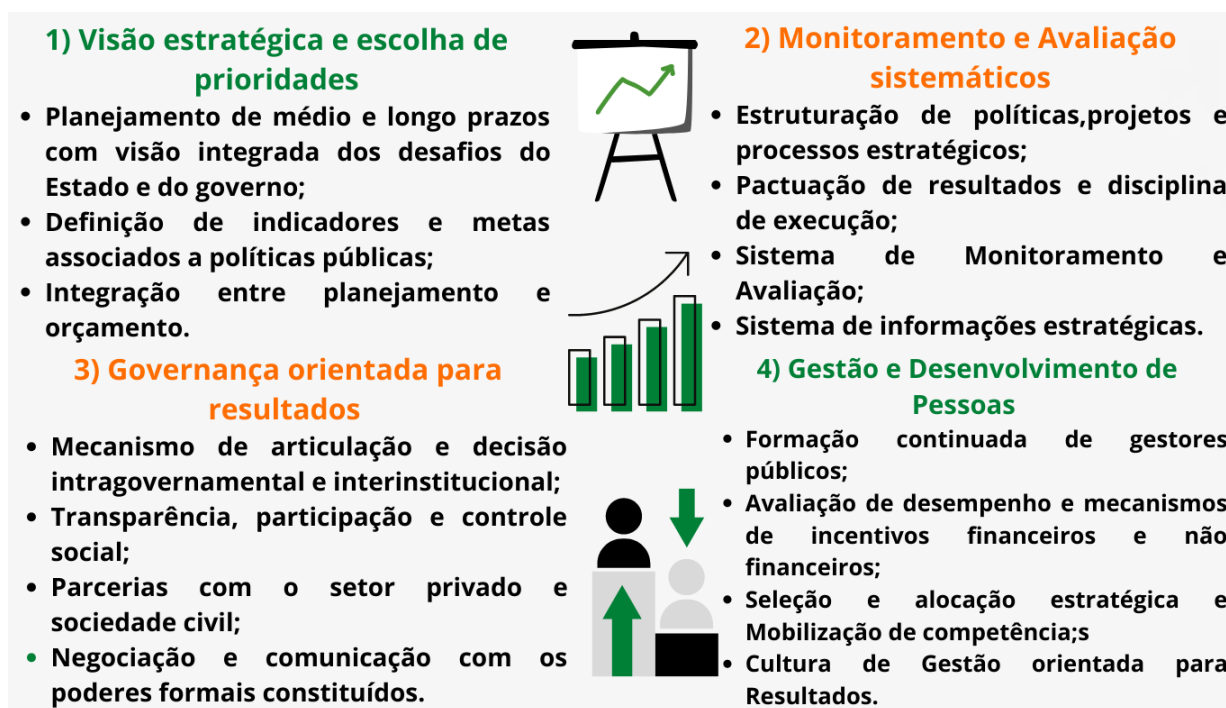 1) Visão estratégica e escolha de
prioridades
• Planejamento de médio e longo prazos
com visão integrada dos desafios do
Estado e do governo;
• Definição de indicadores e metas
associados a políticas públicas;
• Integração entre planejamento e
orçamento.
2) Monitoramento e Avaliação
sistemáticos
• Estruturação de políticas,projetos e
processos estratégicos;
• Pactuação de resultados e disciplina
de execução;
• Sistema de Monitoramento e
Avaliação;
• Sistema de informações estratégicas.
3) Governança orientada para
resultados
• Mecanismo de articulação e decisão
intragovernamental e interinstitucional;
• Transparência, participação e controle
social;
• Parcerias com o setor privado e
sociedade civil;
• Negociação e comunicação com os
poderes formais constituídos.
4) Gestão e Desenvolvimento de
Pessoas
• Formação continuada de gestores
públicos;
• Avaliação de desempenho e mecanismos
de incentivos financeiros e não
financeiros;
• Seleção e alocação estratégica e
Mobilização de competência;s
• Cultura de Gestão orientada para
Resultados.